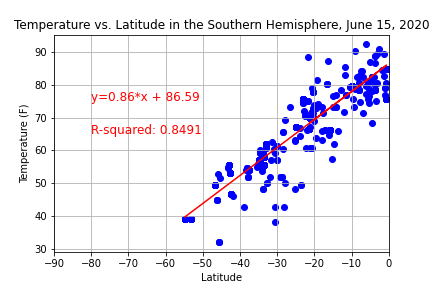 Temperature vs. Latitude in the Southern Hemisphere, June 15, 2020
Temperature (F)
90
80
70
60
50
40
30
y=0.86*x + 86.59
R-squared: 0.8491
−90 −80 −70 −60 −50 −40 −30 −20 −10 0
Latitude